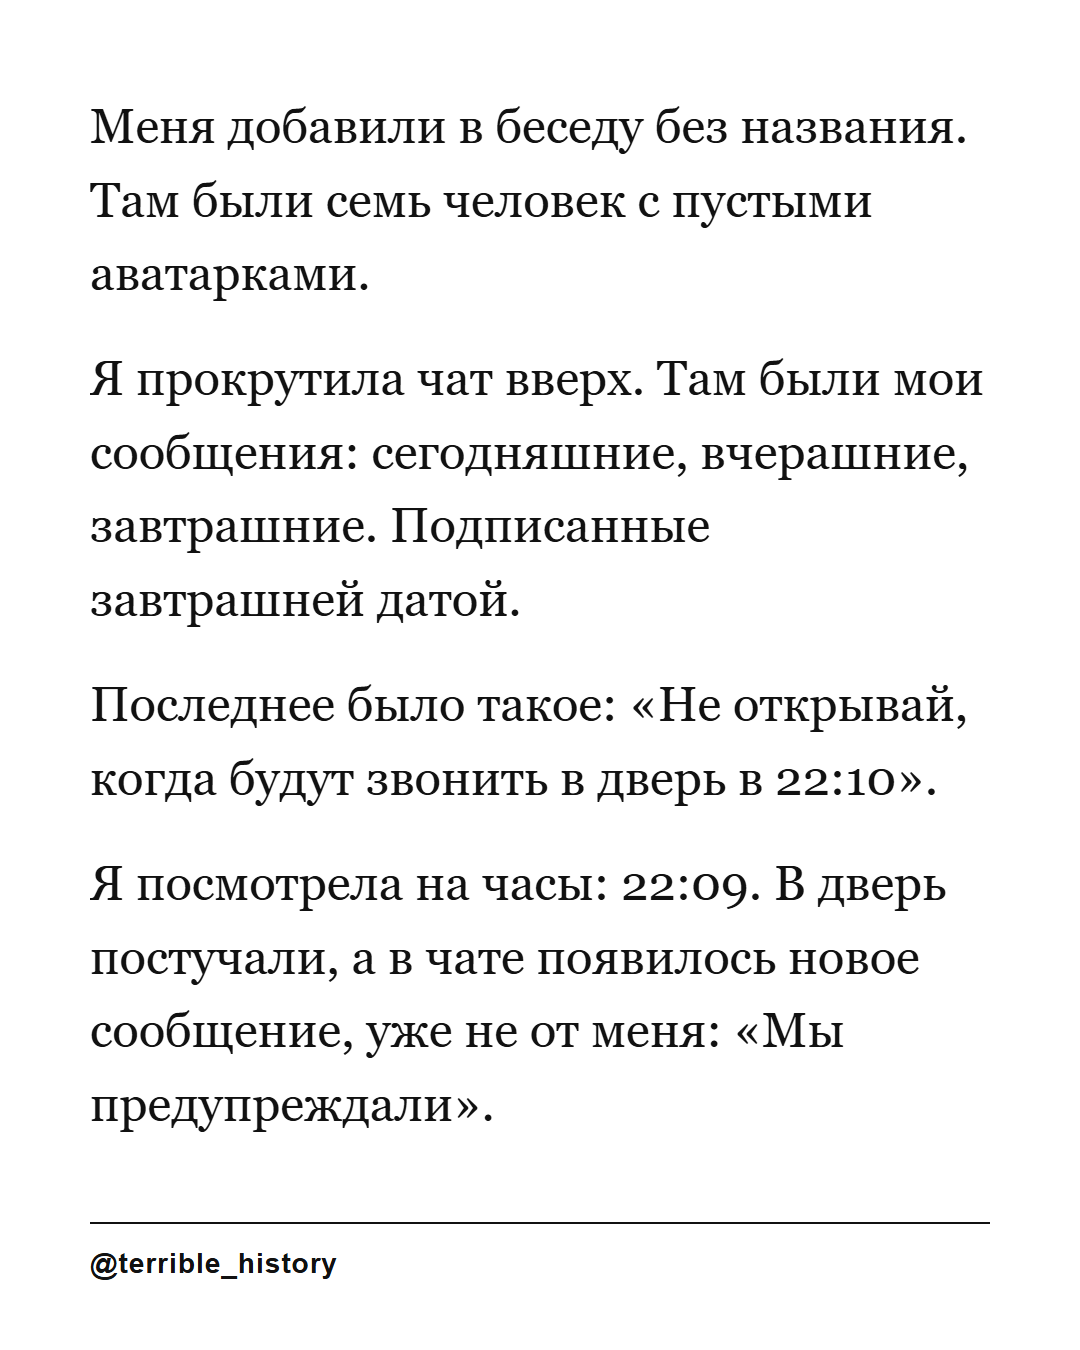 Меня добавили в беседу без названия.
Там были семь человек с пустыми
аватарками.
Я прокрутила чат вверх. Там были мои
сообщения: сегодняшние, вчерашние,
завтрашние. Подписанные
завтрашней датой.
Последнее было такое: «Не открывай,
когда будут звонить в дверь в 22:10».
Я посмотрела на часы: 22:09. В дверь
постучали, а в чате появилось новое
сообщение, уже не от меня: «Мы
предупреждали».
@terrible_history